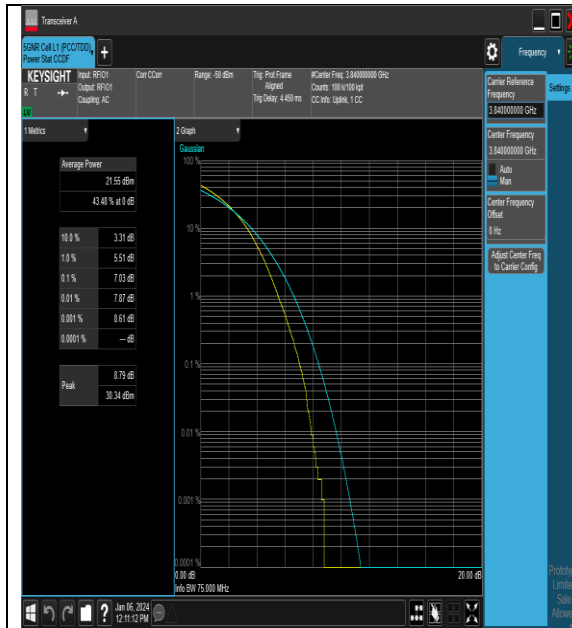 Transceiver A
5GNR Cell L1 (PCC/TDD),
Power Stat CCDF
+
Frequency
KEYSIGHT
R T
LV
Input: RFIO1
Output: RFIO1
Coupling: AC
Corr CCorr
Range: -50 dBm
Trig: Prot Frame
Aligned
Trig Delay: 4.450 ms
#Center Freq: 3.840000000 GHz
Counts: 100 k/100 kpt
CC Info: Uplink, 1 CC
Carrier Reference
Frequency
3.840000000 GHz
Settings
Center Frequency
3.840000000 GHz
Auto
Man
Center Frequency
Offset
0 Hz
Adjust Center Freq
to Carrier Config
1 Metrics
Average Power
21.55 dBm
43.48 % at 0 dB
10.0 % 3.31 dB
1.0 % 5.51 dB
0.1 % 7.03 dB
0.01 % 7.87 dB
0.001 % 8.61 dB
0.0001 % --- dB
Peak
8.79 dB
30.34 dBm
2 Graph
Gaussian
100 %
10 %
1 %
0.1 %
0.01 %
0.001 %
0.0001 %
0.00 dB 20.00 dB
Info BW 75.000 MHz
?
Jan 06, 2024
12:11:12 PM
Limite
Sale